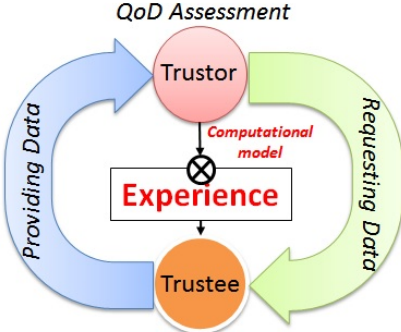 QoD Assessment
Trustor
Computational
model
Experience
Providing Data
Requesting Data
Trustee